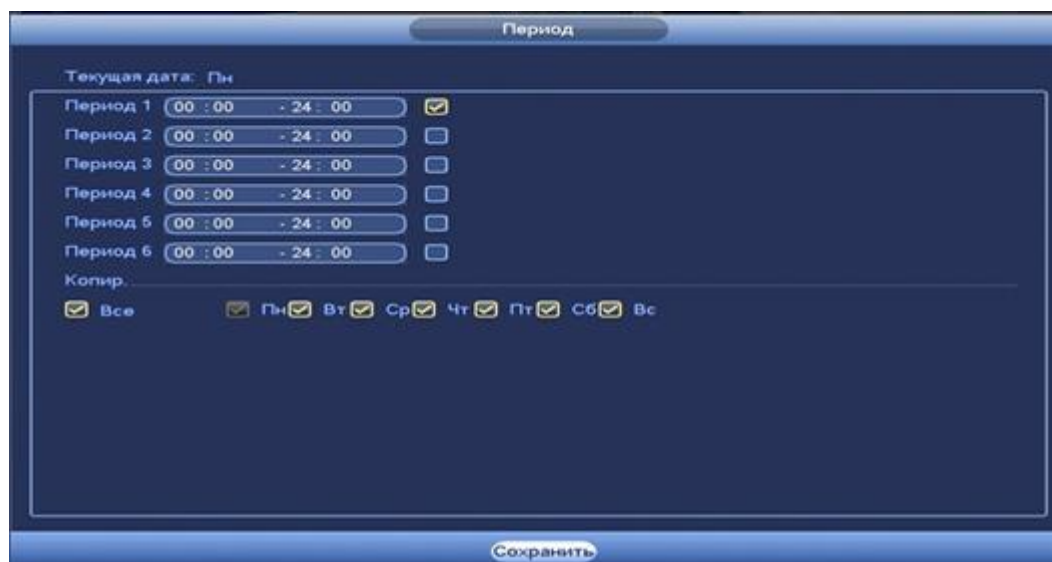 Период
Текущая дата: Пн
Период 1 00 : 00 - 24 : 00
Период 2 00 : 00 - 24 : 00
Период 3 00 : 00 - 24 : 00
Период 4 00 : 00 - 24 : 00
Период 5 00 : 00 - 24 : 00
Период 6 00 : 00 - 24 : 00
Копир.
Все Пн Вт Ср Чт Пт Сб Вс
Сохранить